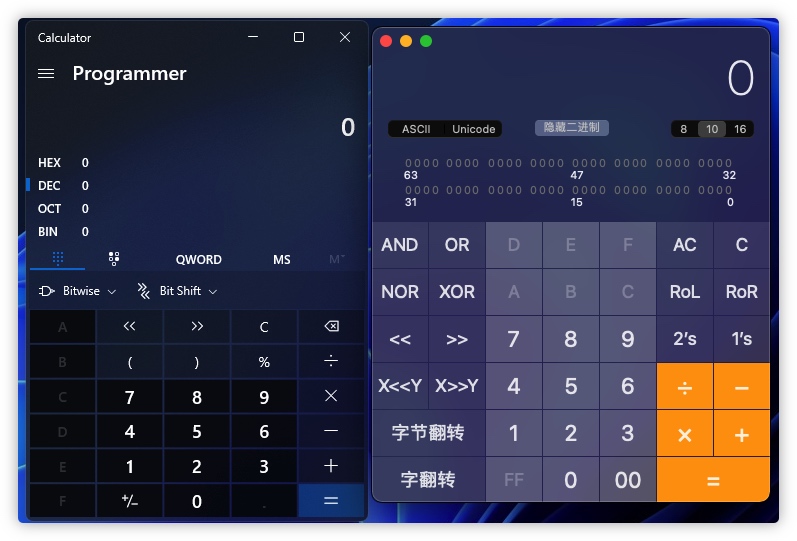 Calculator
Programmer
0
HEX 0
DEC 0
OCT 0
BIN 0
QWORD MS M˅
Bitwise Bit Shift
A << >> C
B ( ) % ÷
C 7 8 9 ×
D 4 5 6 −
E 1 2 3 +
F +/− 0 . =
0
ASCII Unicode 隐藏二进制 8 10 16
0000 0000 0000 0000 0000 0000 0000 0000
63 47 32
0000 0000 0000 0000 0000 0000 0000 0000
31 15 0
AND OR D E F AC C
NOR XOR A B C RoL RoR
<< >> 7 8 9 2's 1's
X<<Y X>>Y 4 5 6 ÷ −
字节翻转 1 2 3 × +
字翻转 FF 0 00 =